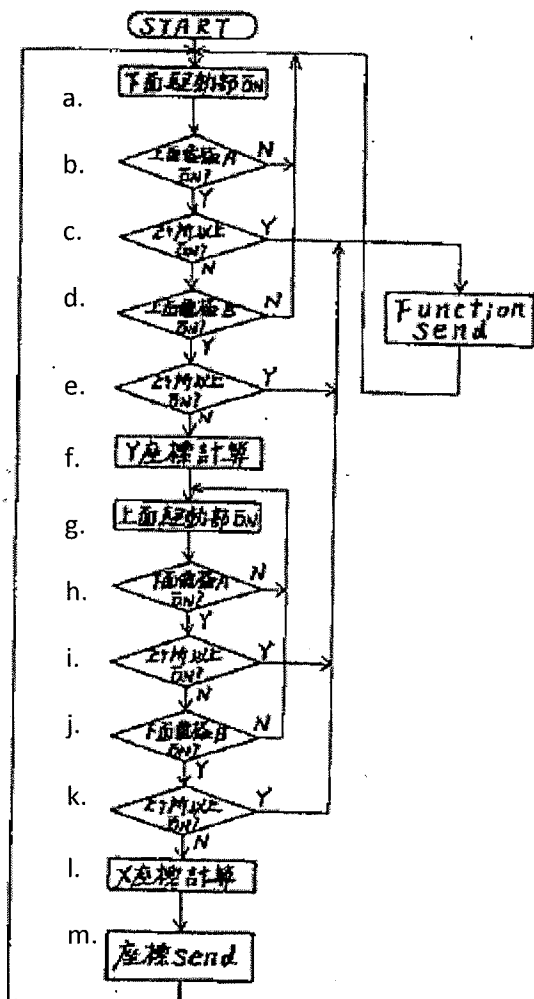 START
a.
下面駆動部ON
b.
上面電極A
ON?
N
Y
c.
2ヶ所以上
ON?
Y
N
d.
上面電極B
ON?
N
Y
Function
send
e.
2ヶ所以上
ON?
Y
N
f.
Y座標計算
g.
上面駆動部ON
h.
下面電極A
ON?
N
Y
i.
2ヶ所以上
ON?
Y
N
j.
下面電極B
ON?
N
Y
k.
2ヶ所以上
ON?
Y
N
l.
X座標計算
m.
座標send